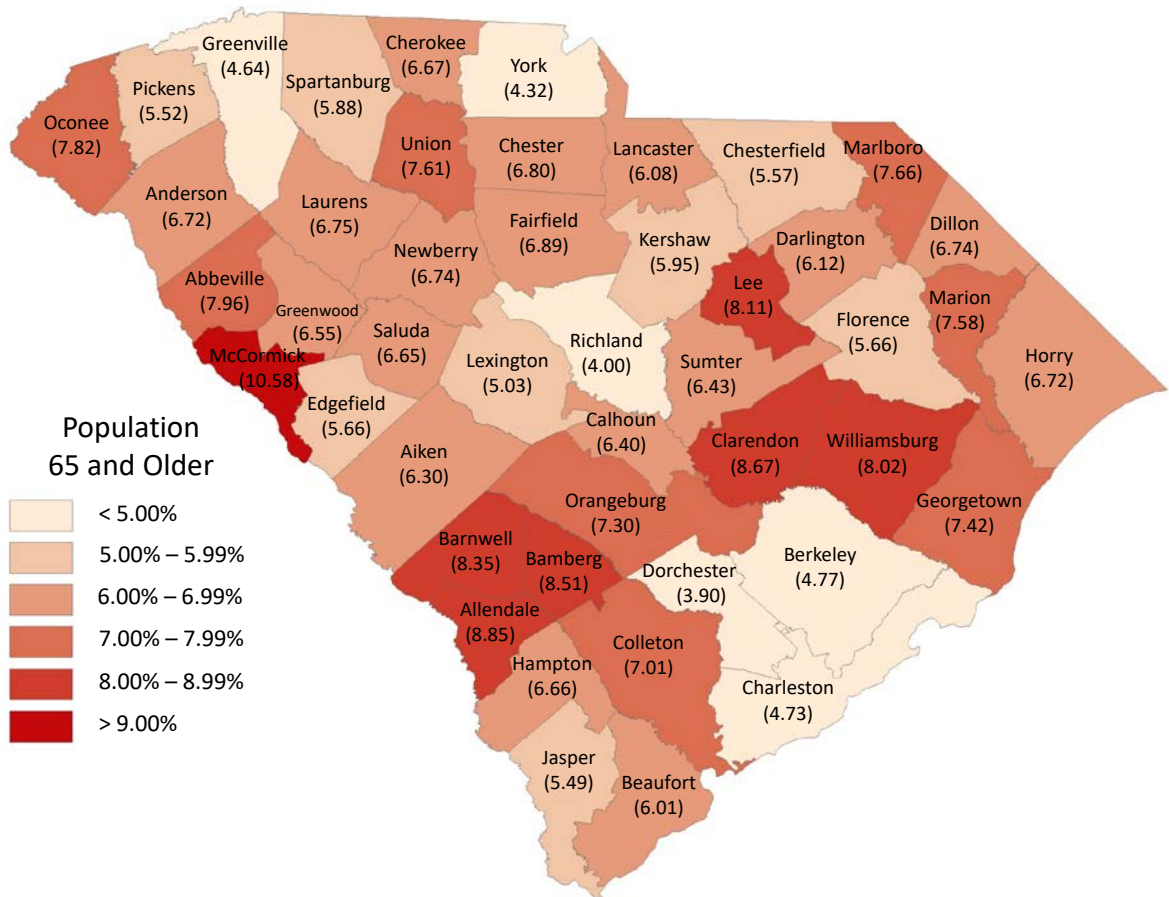 Greenville
(4.64)
Cherokee
(6.67)
York
(4.32)
Pickens
(5.52)
Spartanburg
(5.88)
Oconee
(7.82)
Union
(7.61)
Chester
(6.80)
Lancaster
(6.08)
Chesterfield
(5.57)
Marlboro
(7.66)
Anderson
(6.72)
Laurens
(6.75)
Fairfield
(6.89)
Kershaw
(5.95)
Darlington
(6.12)
Dillon
(6.74)
Newberry
(6.74)
Abbeville
(7.96)
Greenwood
(6.55)
Saluda
(6.65)
Lee
(8.11)
Marion
(7.58)
Florence
(5.66)
Richland
(4.00)
Horry
(6.72)
McCormick
(10.58)
Lexington
(5.03)
Sumter
(6.43)
Edgefield
(5.66)
Calhoun
(6.40)
Clarendon
(8.67)
Williamsburg
(8.02)
Aiken
(6.30)
Orangeburg
(7.30)
Georgetown
(7.42)
Barnwell
(8.35)
Bamberg
(8.51)
Berkeley
(4.77)
Dorchester
(3.90)
Allendale
(8.85)
Colleton
(7.01)
Hampton
(6.66)
Charleston
(4.73)
Jasper
(5.49)
Beaufort
(6.01)
Population
65 and Older
< 5.00%
5.00% – 5.99%
6.00% – 6.99%
7.00% – 7.99%
8.00% – 8.99%
> 9.00%